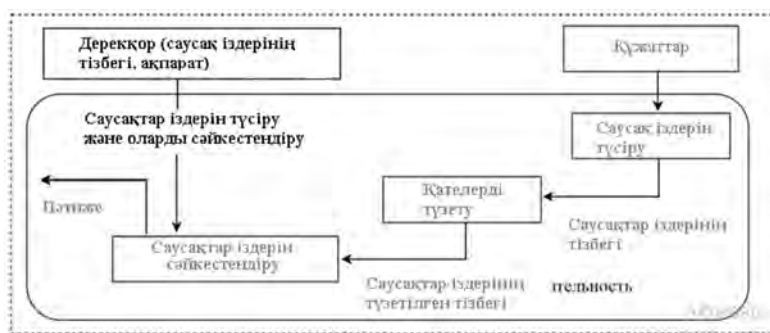 Дерекқор (саусақ іздерінің
тізбегі, ақпарат)
Құжаттар
Саусақтар іздерін түсіру
және оларды сәйкестендіру
Саусақ іздерін
түсіру
Қателерді
түзету
Нәтиже
Саусақтар іздерінің
тізбегі
Саусақтар іздерін
сәйкестендіру
Саусақтар іздерінің
түзетілген тізбегі
тельность